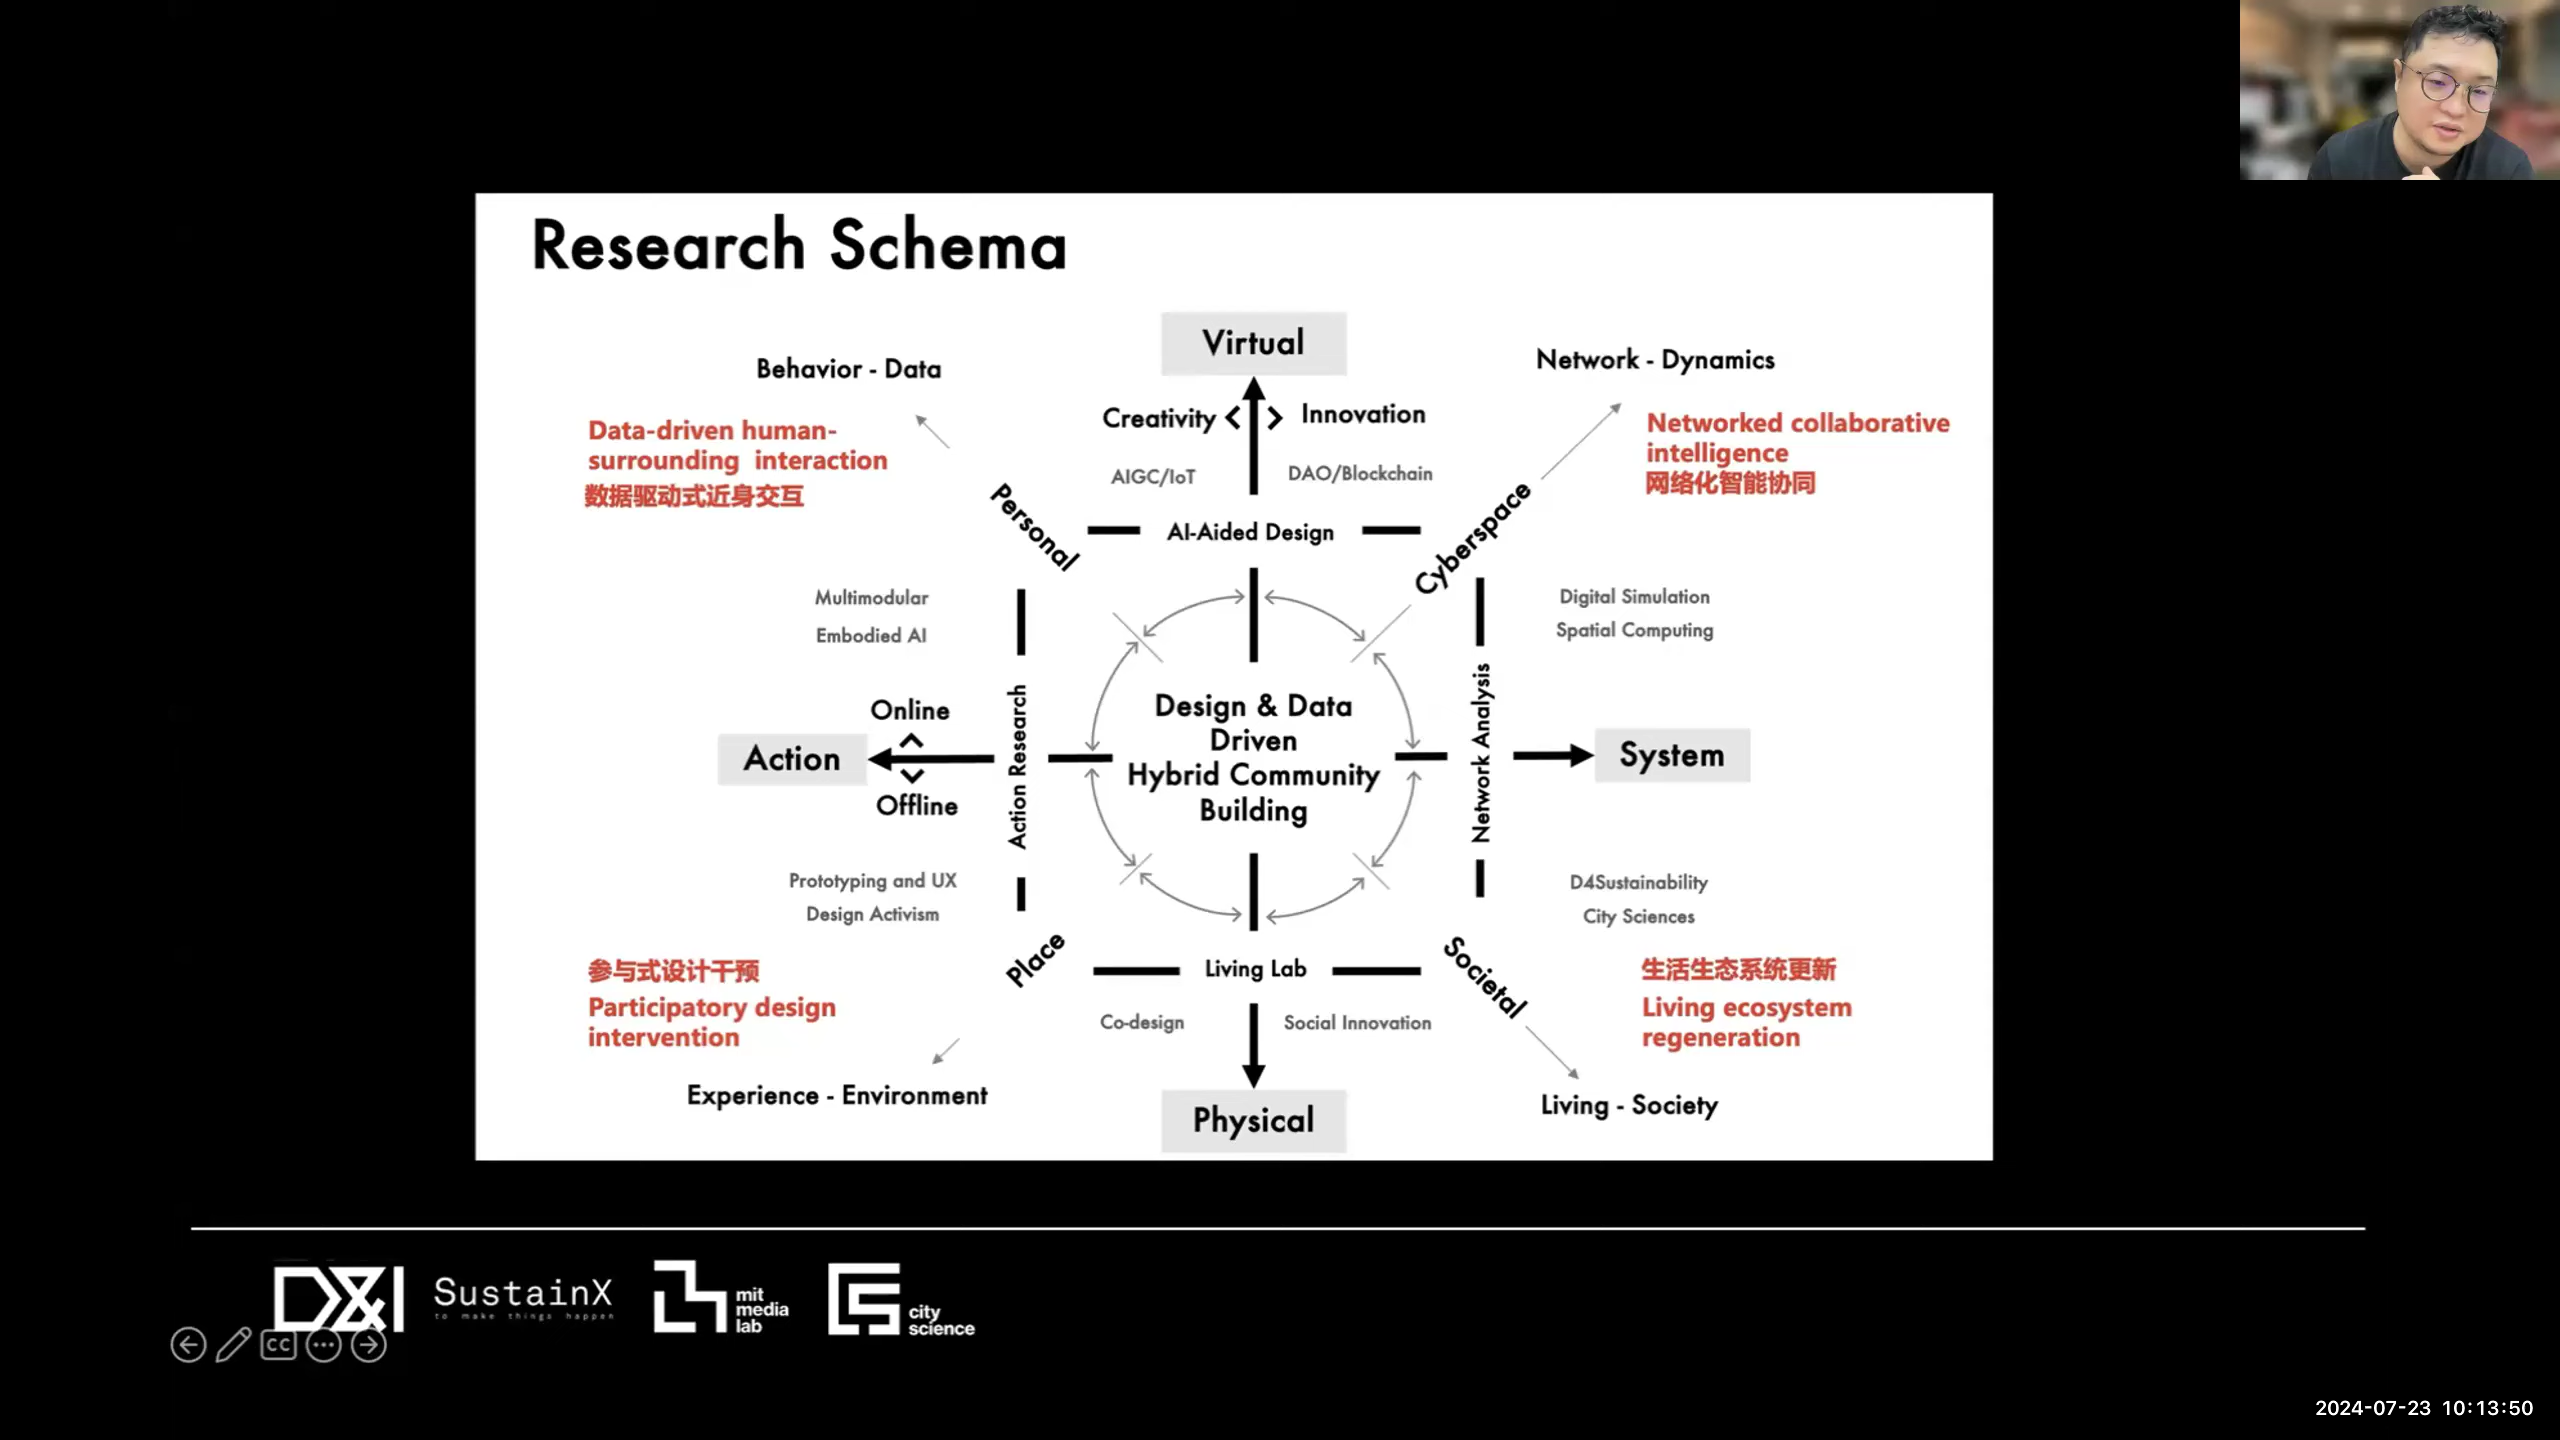 Research Schema
Virtual
Behavior - Data
Network - Dynamics
Creativity
Innovation
Data-driven human-
surrounding interaction
数据驱动式近身交互
Networked collaborative
intelligence
网络化智能协同
AIGC/IoT
DAO/Blockchain
Personal
AI-Aided Design
Cyberspace
Multimodular
Embodied AI
Digital Simulation
Spatial Computing
Online
Action
Offline
Action Research
Design & Data
Driven
Hybrid Community
Building
Network Analysis
System
Prototyping and UX
Design Activism
D4Sustainability
City Sciences
Place
Living Lab
Societal
参与式设计干预
Participatory design
intervention
生活生态系统更新
Living ecosystem
regeneration
Co-design
Social Innovation
Experience - Environment
Physical
Living - Society
D&I
SustainX
to make things happen
mit
media
lab
city
science
CC
2024-07-23 10:13:50